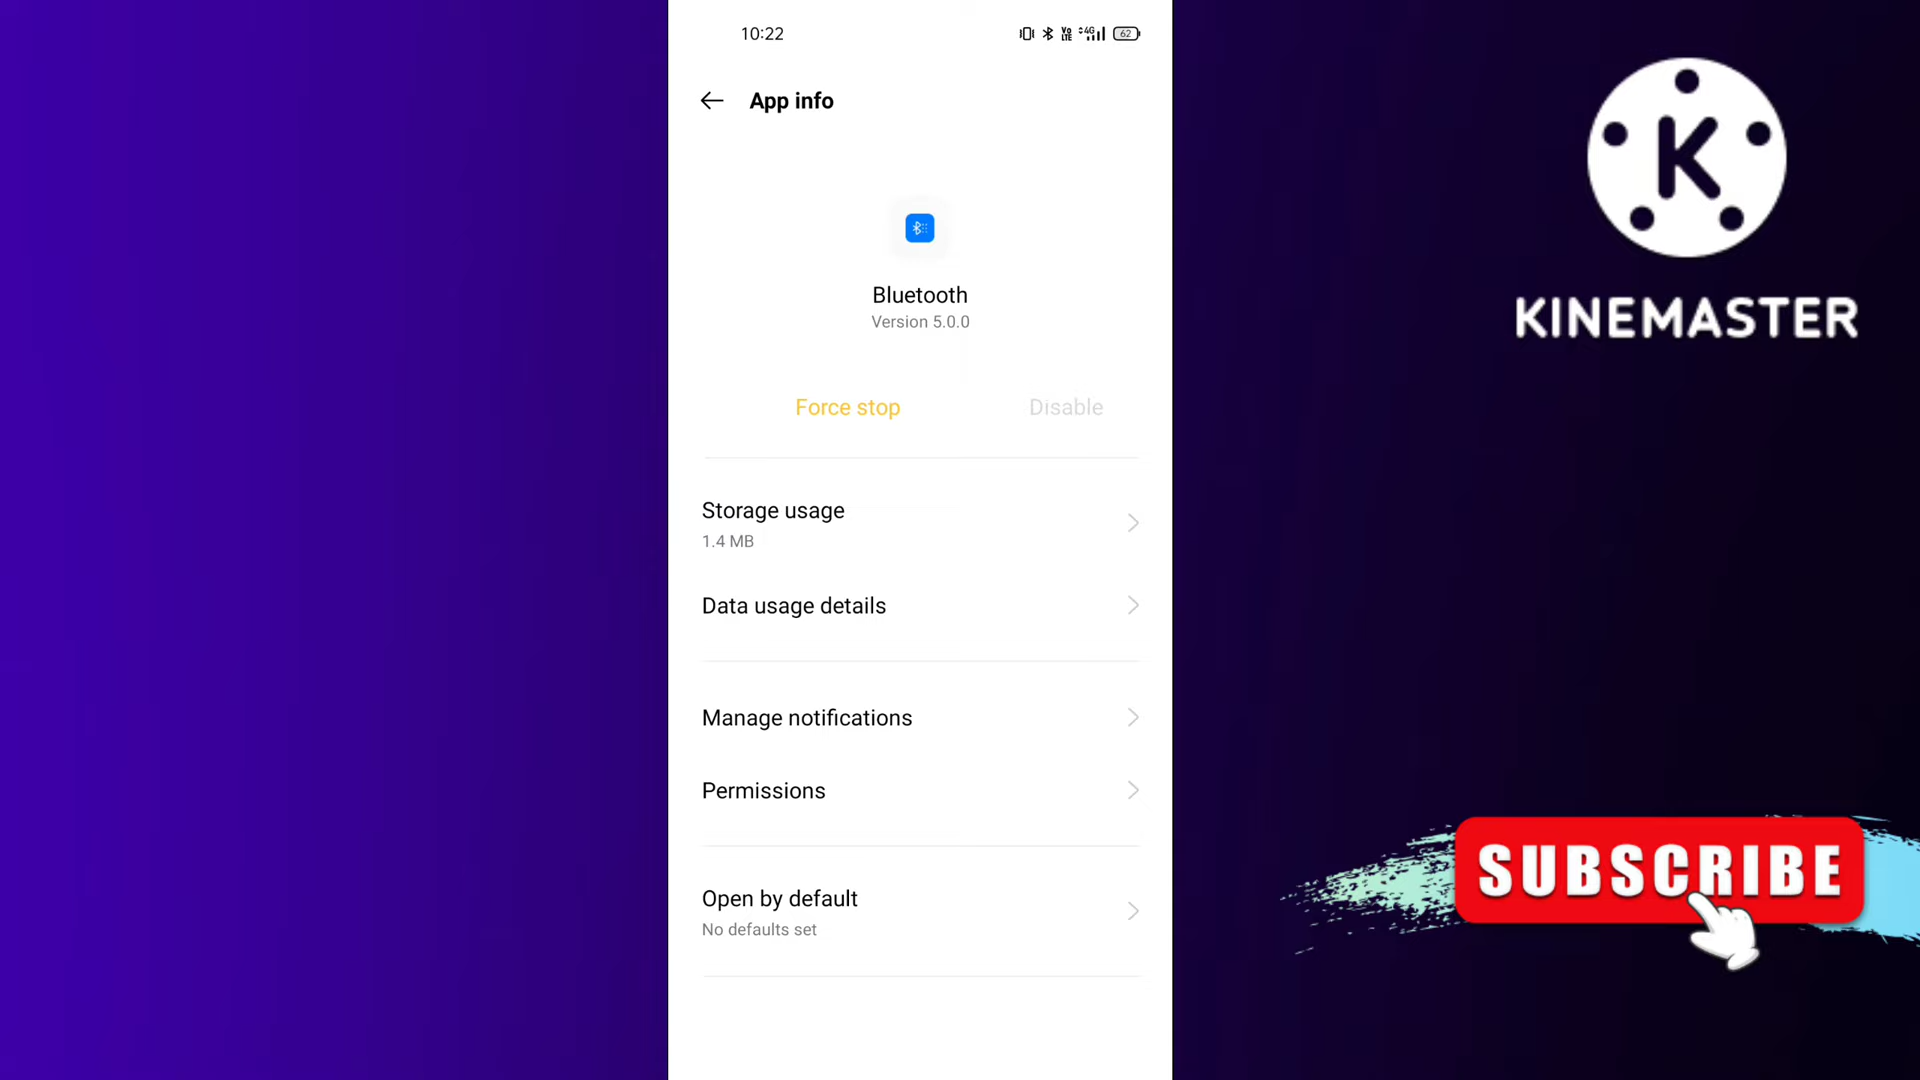 10:22
62
App info
Bluetooth
Version 5.0.0
Force stop
Disable
Storage usage
1.4 MB
Data usage details
Manage notifications
Permissions
Open by default
No defaults set
K
KINEMASTER
SUBSCRIBE